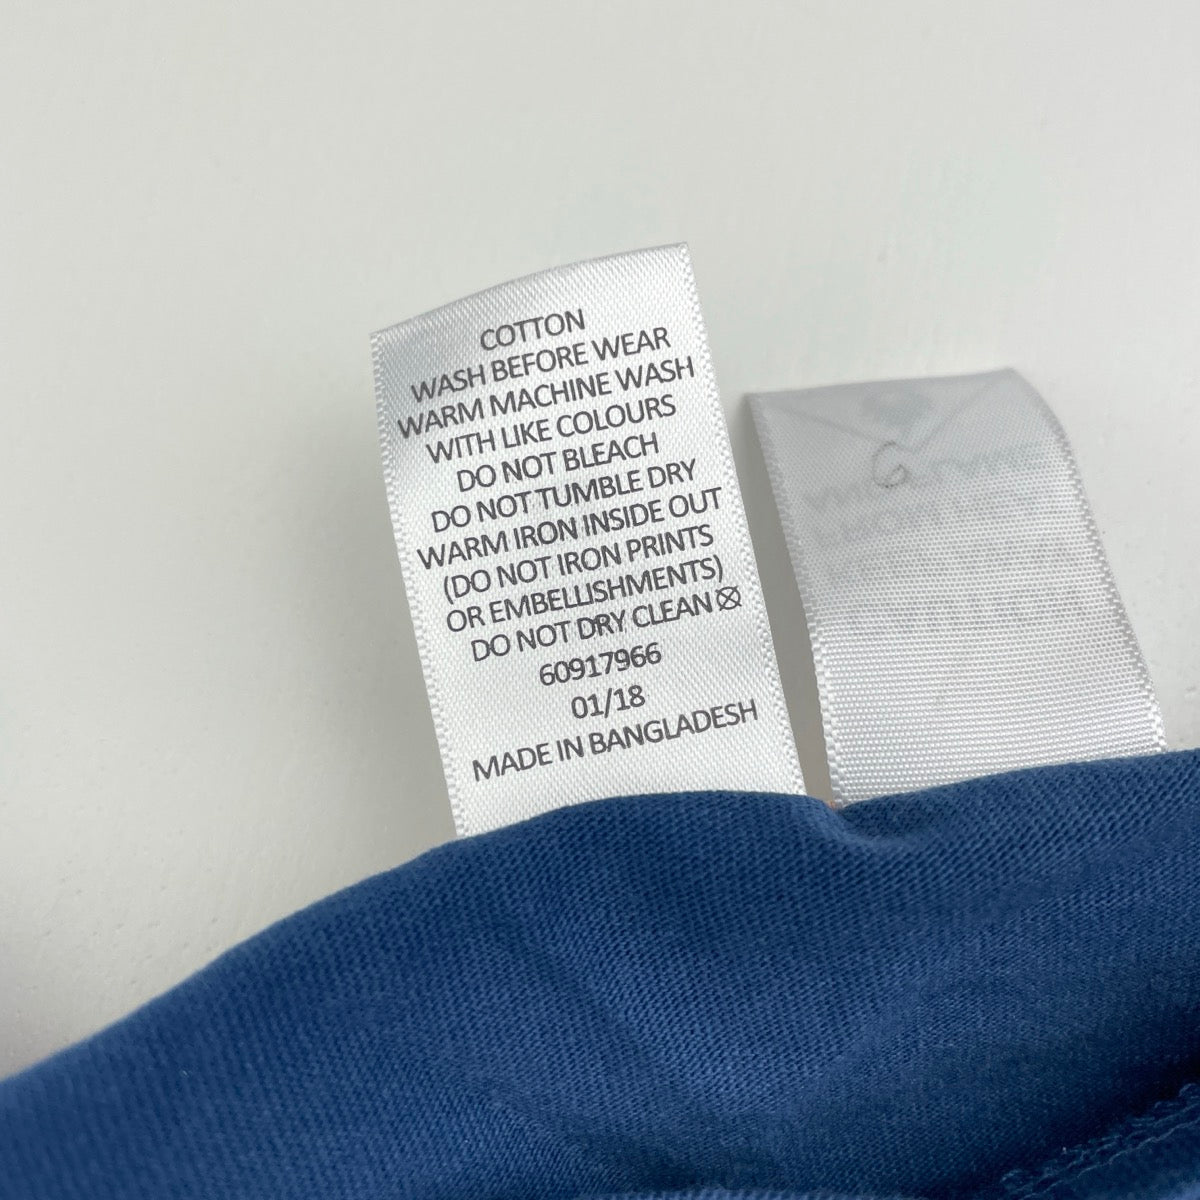 COTTON
WASH BEFORE WEAR
WARM MACHINE WASH
WITH LIKE COLOURS
DO NOT BLEACH
DO NOT TUMBLE DRY
WARM IRON INSIDE OUT
(DO NOT IRON PRINTS
OR EMBELLISHMENTS)
DO NOT DRY CLEAN
60917966
01/18
MADE IN BANGLADESH